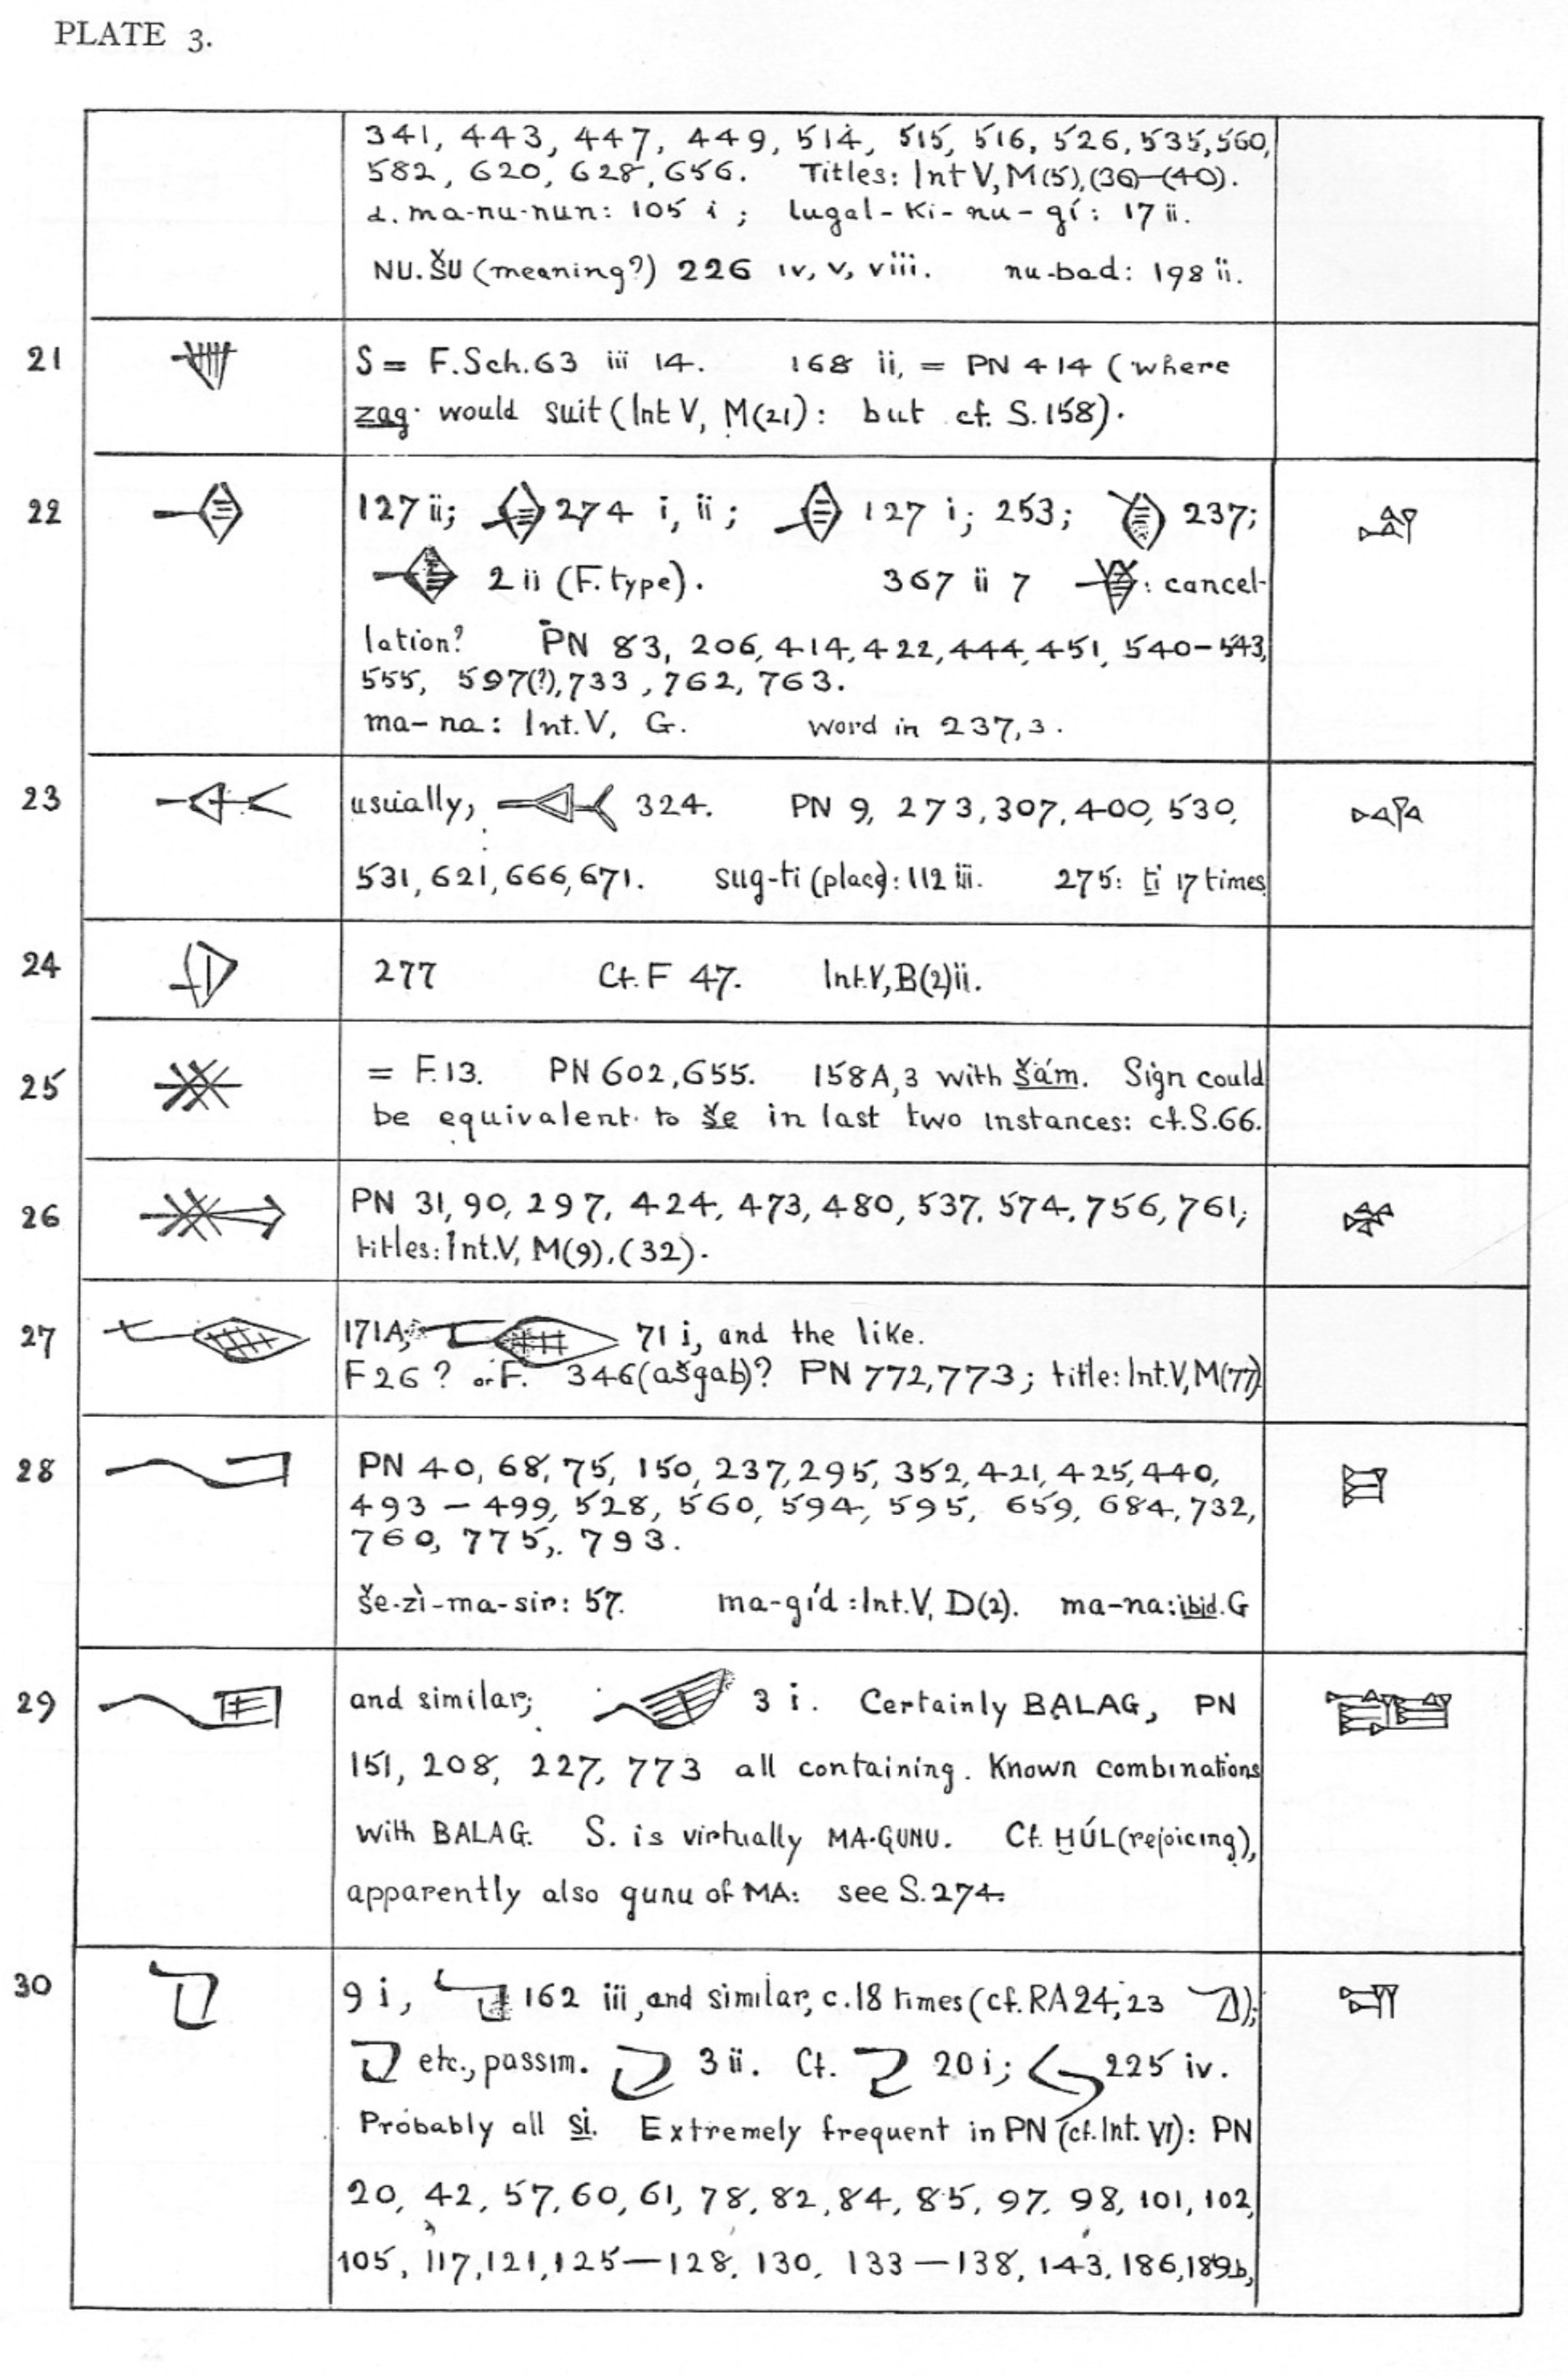 PLATE 3.
341, 443, 447, 449, 514, 515, 516, 526, 535, 560,
582, 620, 628, 656. Titles: Int V, M(5), (36)–(40).
d. ma-nu-nun: 105 i ; lugal-ki-nu-gí: 17 ii.
NU.ŠU (meaning?) 226 iv, v, viii. nu-bad: 198 ii.
21 S = F.Sch.63 iii 14. 168 ii, = PN 414 (where
zag would suit (Int V, M(21): but cf. S.158).
22 127 ii; 274 i, ii; 127 i; 253; 237;
2 ii (F. type). 367 ii 7 : cancel-
lation? PN 83, 206, 414, 422, 444, 451, 540–543,
555, 597(?), 733, 762, 763.
ma-na: Int. V, G. word in 237, 3.
23 usually, 324. PN 9, 273, 307, 400, 530,
531, 621, 666, 671. sug-ti (place): 112 iii. 275: ti 17 times
24 277 Cf. F 47. Int. V, B(2) ii.
25 = F. 13. PN 602, 655. 158A, 3 with šám. Sign could
be equivalent to še in last two instances: cf. S.66.
26 PN 31, 90, 297, 424, 473, 480, 537, 574, 756, 761;
titles: Int. V, M(9), (32).
27 171A; 71 i, and the like.
F 26? or F. 346 (ašgab)? PN 772, 773; title: Int. V, M(77)
28 PN 40, 68, 75, 150, 237, 295, 352, 421, 425, 440,
493 – 499, 528, 560, 594, 595, 659, 684, 732,
760, 775, 793.
še-zì-ma-sir: 57. ma-gíd: Int. V, D(2). ma-na: ibid. G
29 and similar; 3 i. Certainly BALAG, PN
151, 208, 227, 773 all containing. Known combinations
with BALAG. S. is virtually MA-GUNU. Cf. ḪÚL (rejoicing),
apparently also gunu of MA: see S. 274.
30 9 i, 162 iii, and similar, c. 18 times (cf. RA 24, 23 );
etc., passim. 3 ii. Cf. 20 i; 225 iv.
Probably all si. Extremely frequent in PN (cf. Int. VI): PN
20, 42, 57, 60, 61, 78, 82, 84, 85, 97, 98, 101, 102,
105, 117, 121, 125—128, 130, 133—138, 143, 186, 189b,